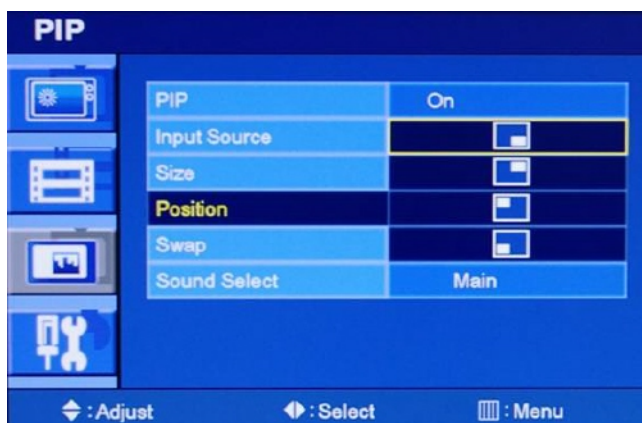 PIP
PIP On
Input Source
Size
Position
Swap
Sound Select Main
:Adjust :Select :Menu